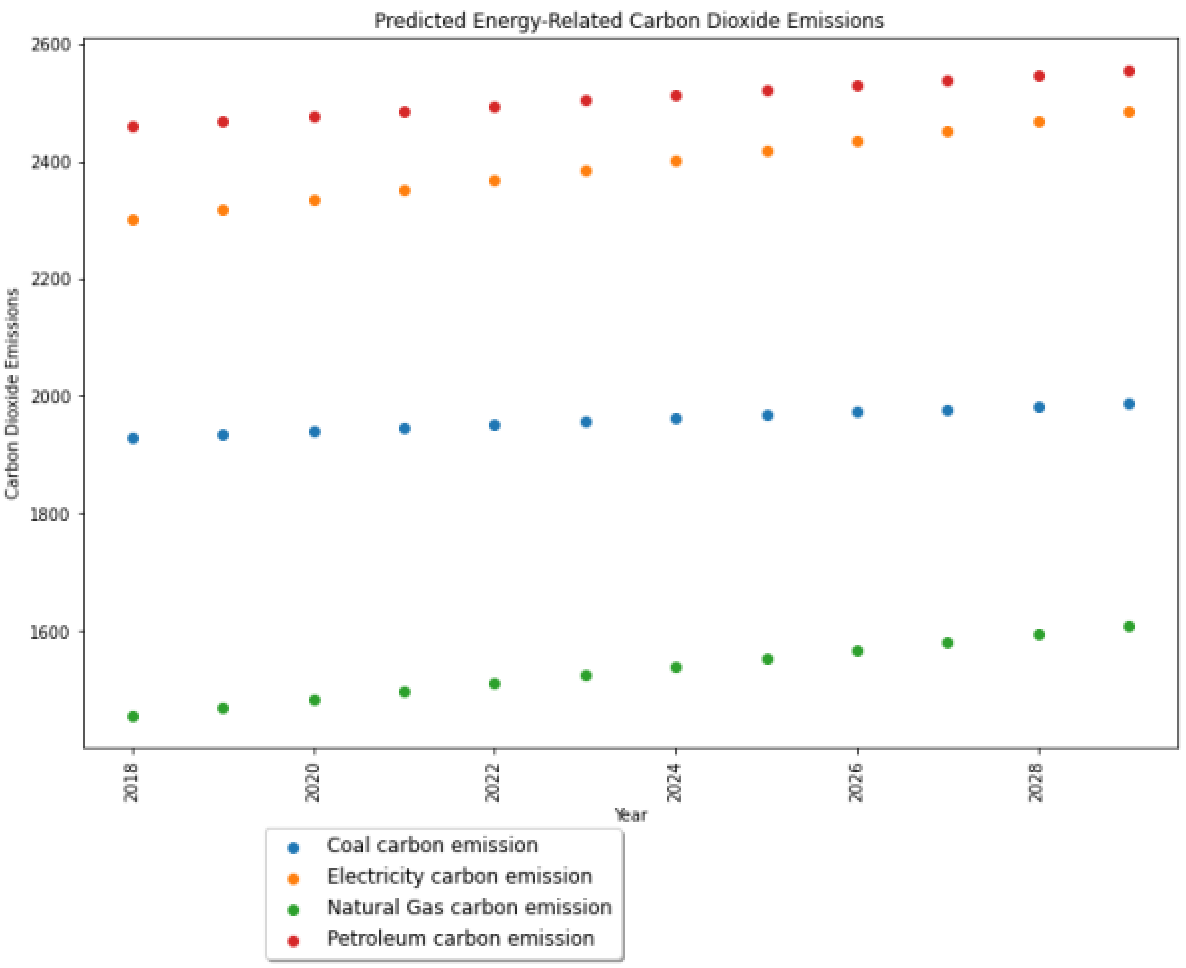 Predicted Energy-Related Carbon Dioxide Emissions
2600
2400
2200
2000
1800
1600
Carbon Dioxide Emissions
2018
2020
2022
2024
2026
2028
Year
Coal carbon emission
Electricity carbon emission
Natural Gas carbon emission
Petroleum carbon emission